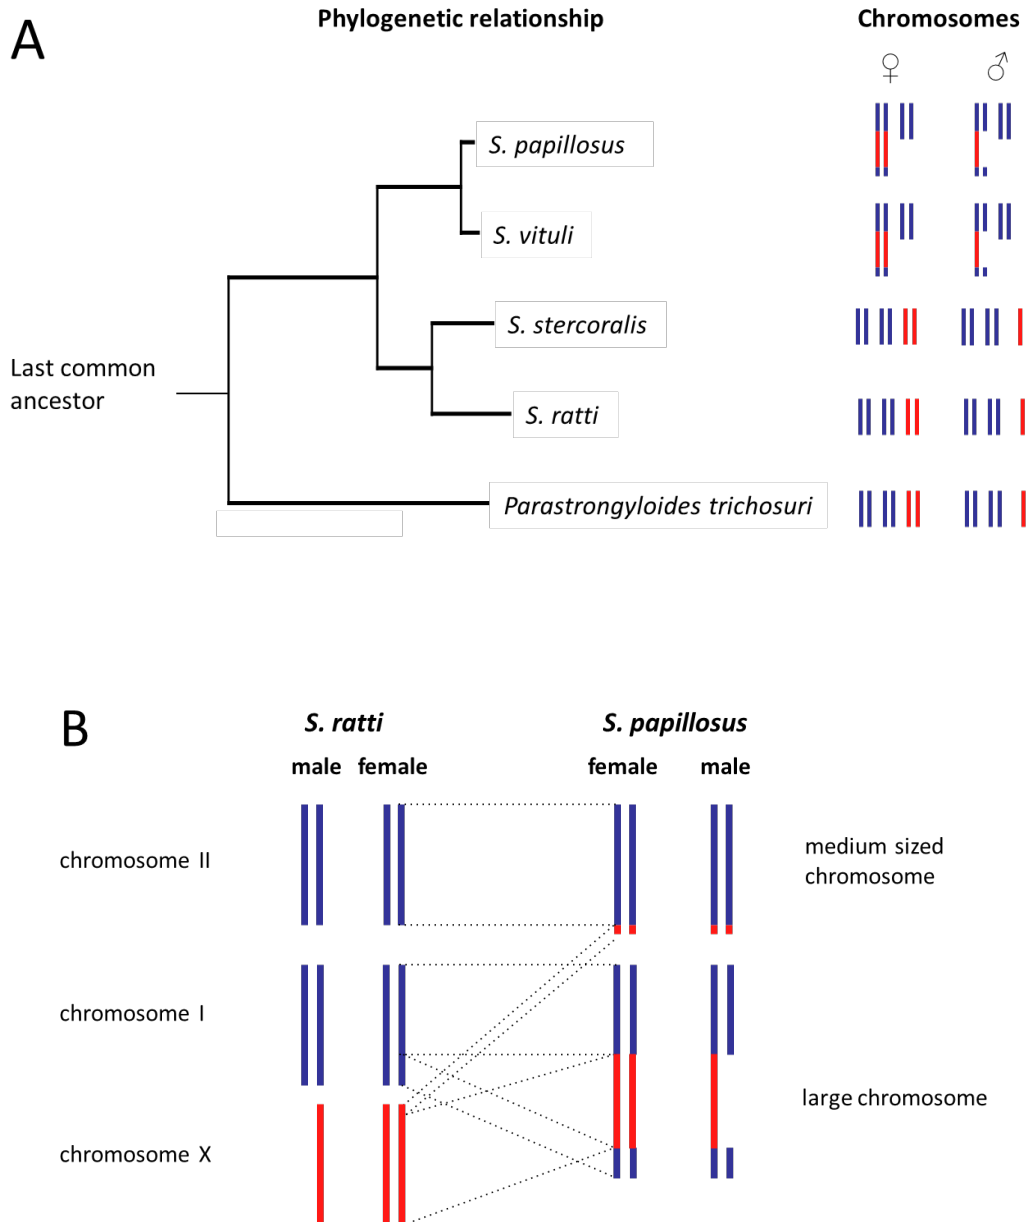 A
Phylogenetic relationship
Chromosomes
♀ ♂
S. papillosus
S. vituli
S. stercoralis
Last common
ancestor
S. ratti
Parastrongyloides trichosuri
B
S. ratti
S. papillosus
male female
female male
chromosome II
medium sized
chromosome
chromosome I
large chromosome
chromosome X